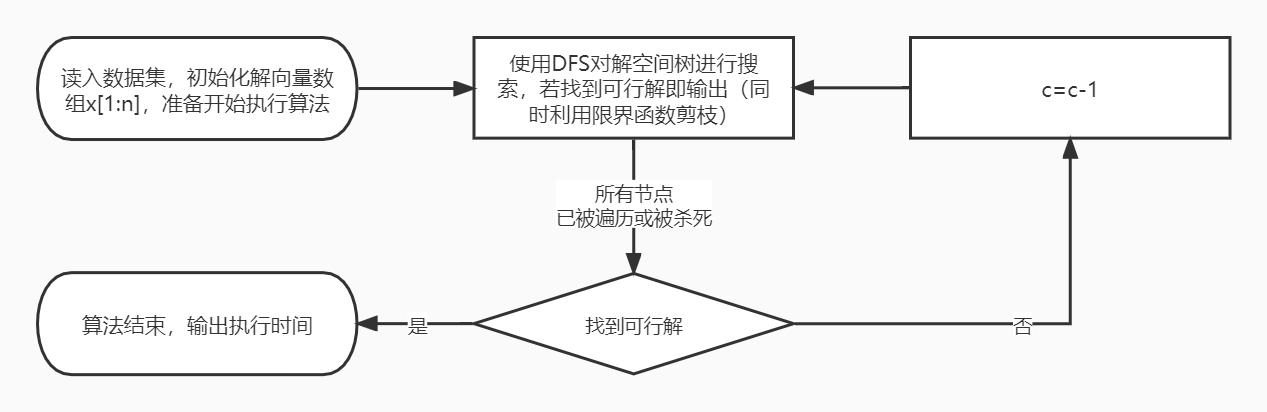 读入数据集，初始化解向量数
组x[1:n]，准备开始执行算法
使用DFS对解空间树进行搜
索，若找到可行解即输出（同
时利用限界函数剪枝）
c=c-1
所有节点
已被遍历或被杀死
算法结束，输出执行时间
是
找到可行解
否